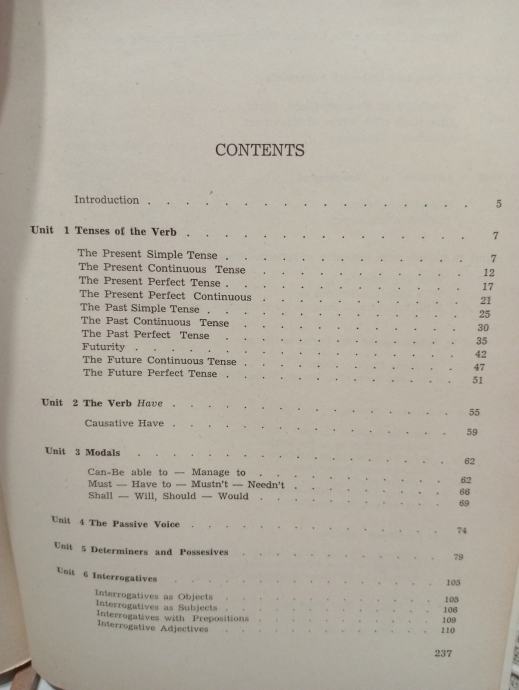 CONTENTS
Introduction . . . . . . . . . . . . . . 5
Unit 1 Tenses of the Verb . . . . . . . . . . . . . 7
The Present Simple Tense . . . . . . . . . . . 7
The Present Continuous Tense . . . . . . . . . . 12
The Present Perfect Tense . . . . . . . . . . . 17
The Present Perfect Continuous . . . . . . . . . 21
The Past Simple Tense . . . . . . . . . . . . 25
The Past Continuous Tense . . . . . . . . . . 30
The Past Perfect Tense . . . . . . . . . . . 35
Futurity . . . . . . . . . . . . . . 42
The Future Continuous Tense . . . . . . . . . . 47
The Future Perfect Tense . . . . . . . . . . . 51
Unit 2 The Verb Have . . . . . . . . . . . . . 55
Causative Have . . . . . . . . . . . . . 59
Unit 3 Modals . . . . . . . . . . . . . . 62
Can-Be able to — Manage to . . . . . . . . . 62
Must — Have to — Mustn't — Needn't . . . . . . . 66
Shall — Will, Should — Would . . . . . . . . . 69
Unit 4 The Passive Voice . . . . . . . . . . . . 74
Unit 5 Determiners and Possesives . . . . . . . . . . 79
Unit 6 Interrogatives . . . . . . . . . . . . 105
Interrogatives as Objects . . . . . . . . . . 105
Interrogatives as Subjects . . . . . . . . . . 106
Interrogatives with Prepositions . . . . . . . . 109
Interrogative Adjectives . . . . . . . . . . 110
237